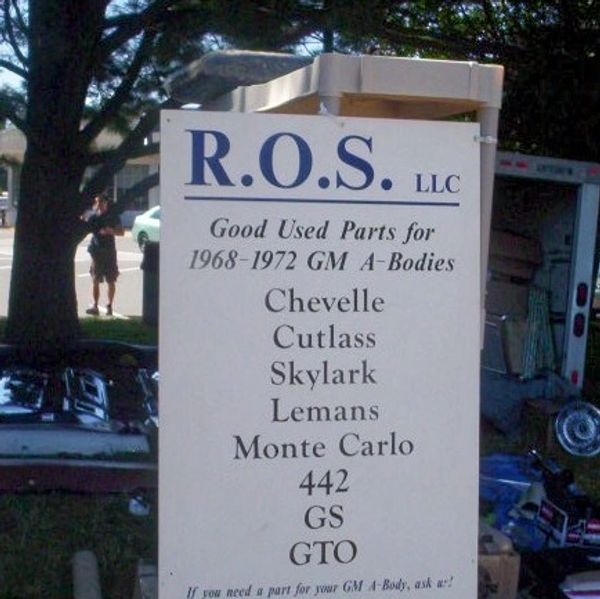 R.O.S. LLC
Good Used Parts for
1968-1972 GM A-Bodies
Chevelle
Cutlass
Skylark
Lemans
Monte Carlo
442
GS
GTO
If you need a part for your GM A-Body, ask us!